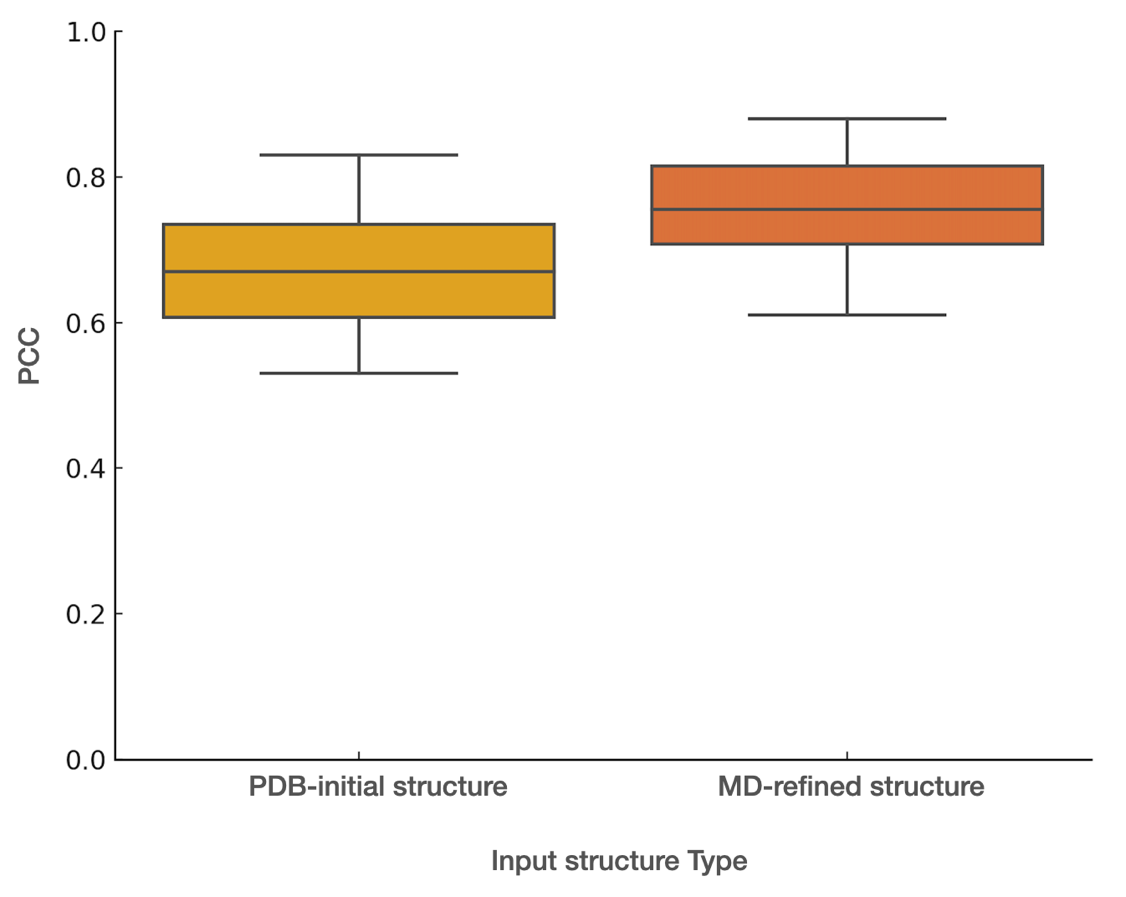 1.0
0.8
0.6
0.4
0.2
0.0
PCC
PDB-initial structure
MD-refined structure
Input structure Type